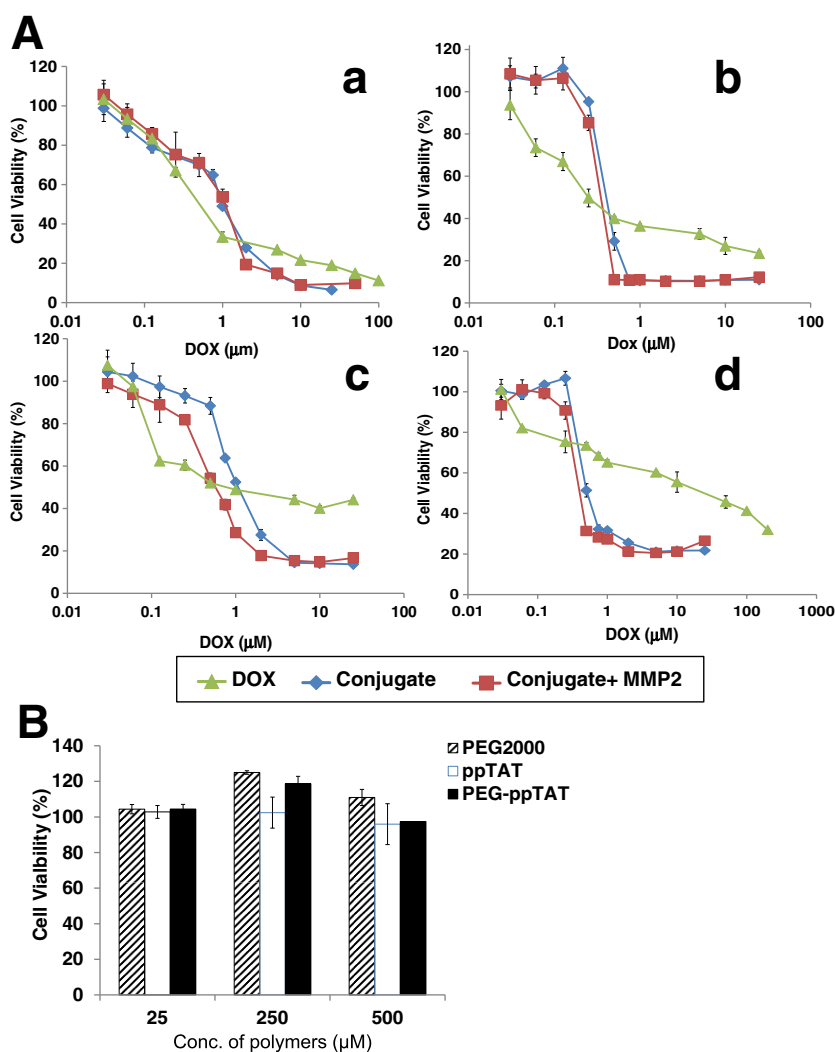 A
a
120
100
80
60
40
20
0
Cell Viability (%)
0.01 0.1 1 10 100
DOX (μm)
b
120
100
80
60
40
20
0
Cell Viability (%)
0.01 0.1 1 10 100
Dox (μM)
c
120
100
80
60
40
20
0
Cell Viability (%)
0.01 0.1 1 10 100
DOX (μM)
d
120
100
80
60
40
20
0
Cell Viability (%)
0.01 0.1 1 10 100 1000
DOX (μM)
DOX Conjugate Conjugate+ MMP2
B
140
120
100
80
60
40
20
0
Cell Vialbility (%)
25 250 500
Conc. of polymers (μM)
PEG2000
ppTAT
PEG-ppTAT